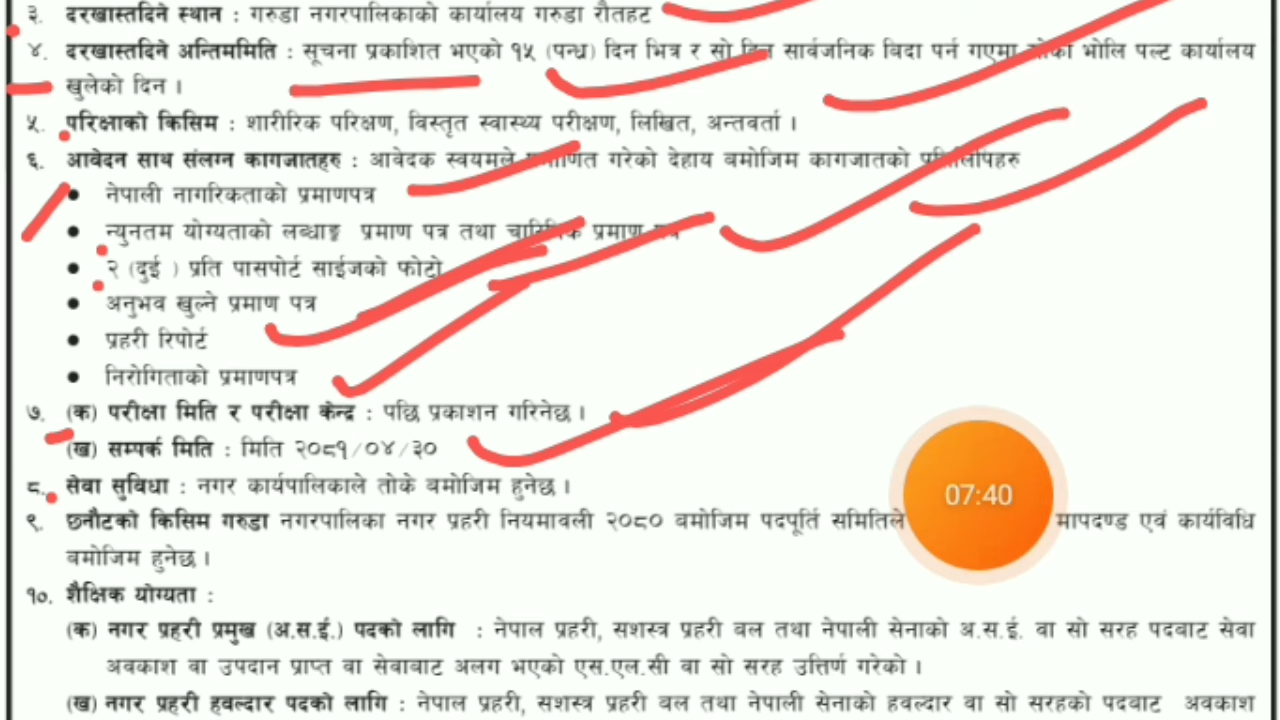 ३. दरखास्तदिने स्थान : गरुडा नगरपालिकाको कार्यालय गरुडा रौतहट
४. दरखास्तदिने अन्तिममिति : सूचना प्रकाशित भएको १५ (पन्ध्र) दिन भित्र र सो दिन सार्वजनिक विदा पर्न गएमा सोको भोलि पल्ट कार्यालय
खुलेको दिन ।
५. परिक्षाको किसिम : शारीरिक परिक्षण, विस्तृत स्वास्थ्य परीक्षण, लिखित, अन्तवर्ता ।
६. आवेदन साथ संलग्न कागजातहरु : आवेदक स्वयमले प्रमाणित गरेको देहाय बमोजिम कागजातको प्रतिलिपिहरु
• नेपाली नागरिकताको प्रमाणपत्र
• न्युनतम योग्यताको लब्धाङ्क प्रमाण पत्र तथा चारित्रिक प्रमाण पत्र
• २ (दुई ) प्रति पासपोर्ट साईजको फोटो
• अनुभव खुल्ने प्रमाण पत्र
• प्रहरी रिपोर्ट
• निरोगिताको प्रमाणपत्र
७. (क) परीक्षा मिति र परीक्षा केन्द्र : पछि प्रकाशन गरिनेछ ।
(ख) सम्पर्क मिति : मिति २०८१/०४/३०
८. सेवा सुविधा : नगर कार्यपालिकाले तोके बमोजिम हुनेछ ।
९. छनौटको किसिम गरुडा नगरपालिका नगर प्रहरी नियमावली २०८० बमोजिम पदपूर्ति समितिले मापदण्ड एवं कार्यविधि
07:40
बमोजिम हुनेछ ।
१०. शैक्षिक योग्यता :
(क) नगर प्रहरी प्रमुख (अ.स.ई.) पदको लागि : नेपाल प्रहरी, सशस्त्र प्रहरी बल तथा नेपाली सेनाको अ.स.ई. वा सो सरह पदबाट सेवा
अवकाश वा उपदान प्राप्त वा सेवाबाट अलग भएको एस.एल.सी वा सो सरह उत्तिर्ण गरेको ।
(ख) नगर प्रहरी हवल्दार पदको लागि : नेपाल प्रहरी, सशस्त्र प्रहरी बल तथा नेपाली सेनाको हवल्दार वा सो सरहको पदबाट अवकाश